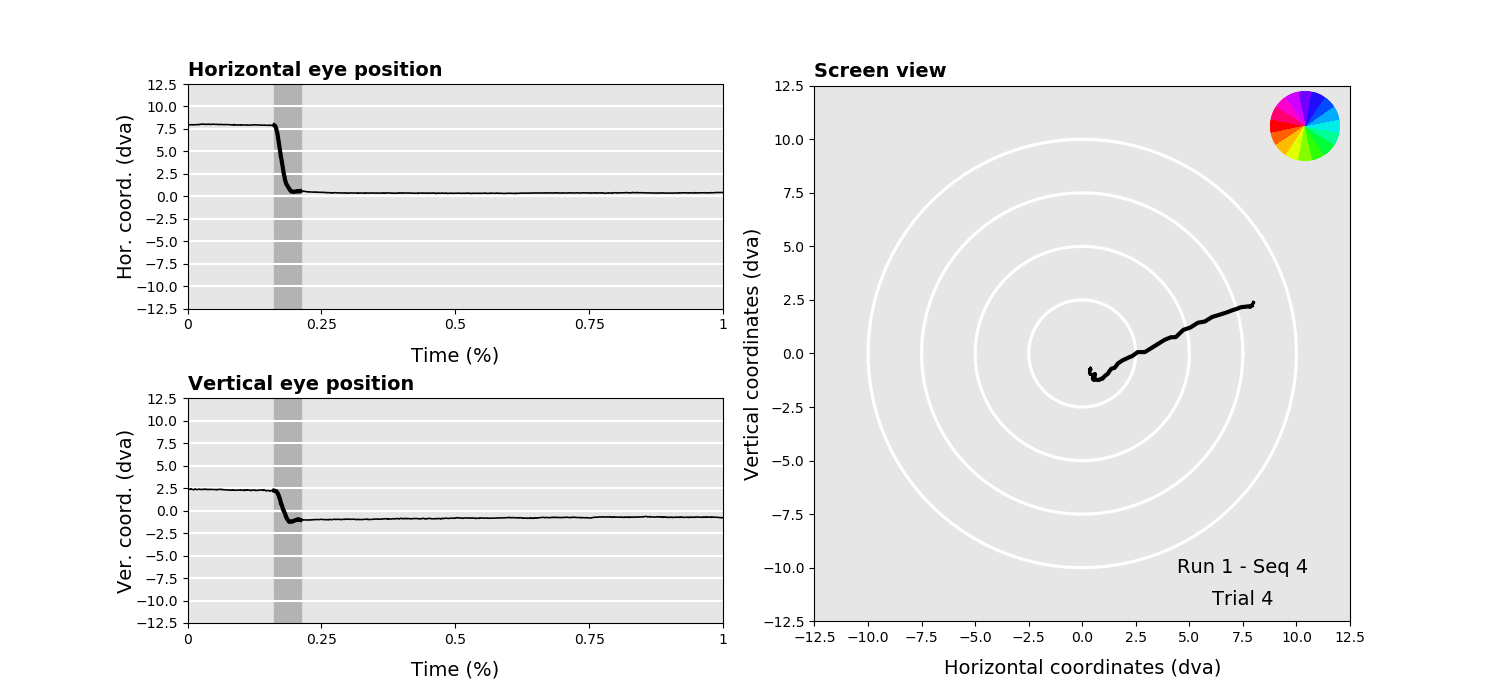 Horizontal eye position
Hor. coord. (dva)
12.5
10.0
7.5
5.0
2.5
0.0
−2.5
−5.0
−7.5
−10.0
−12.5
0 0.25 0.5 0.75 1
Time (%)
Vertical eye position
Ver. coord. (dva)
12.5
10.0
7.5
5.0
2.5
0.0
−2.5
−5.0
−7.5
−10.0
−12.5
0 0.25 0.5 0.75 1
Time (%)
Screen view
Vertical coordinates (dva)
12.5
10.0
7.5
5.0
2.5
0.0
−2.5
−5.0
−7.5
−10.0
−12.5
Run 1 - Seq 4
Trial 4
−12.5 −10.0 −7.5 −5.0 −2.5 0.0 2.5 5.0 7.5 10.0 12.5
Horizontal coordinates (dva)